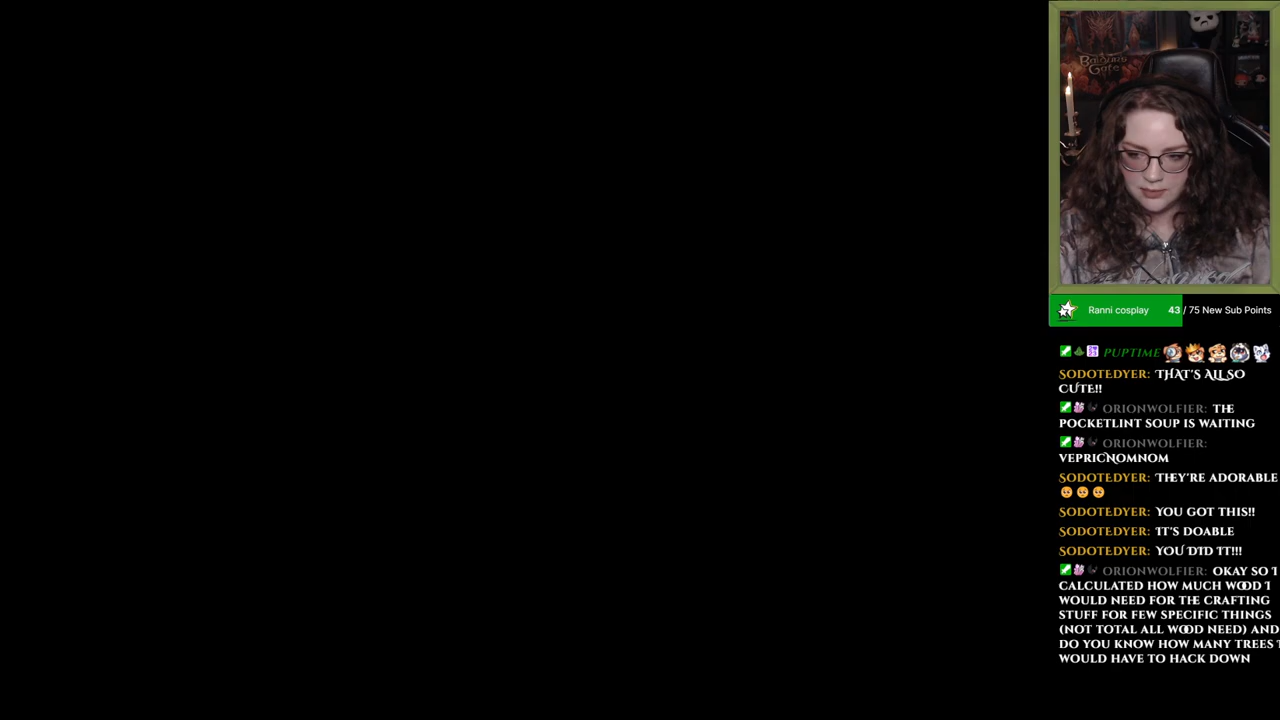 Baldur's
Gate
Ranni cosplay 43 / 75 New Sub Points
PUPTIME
SODOTEDYER: THAT'S ALL SO
CUTE!!
ORIONWOLFIER: THE
POCKETLINT SOUP IS WAITING
ORIONWOLFIER:
VEPRICNOMNOM
SODOTEDYER: THEY'RE ADORABLE
SODOTEDYER: YOU GOT THIS!!
SODOTEDYER: IT'S DOABLE
SODOTEDYER: YOU DID IT!!!
ORIONWOLFIER: OKAY SO I
CALCULATED HOW MUCH WOOD I
WOULD NEED FOR THE CRAFTING
STUFF FOR FEW SPECIFIC THINGS
(NOT TOTAL ALL WOOD NEED) AND
DO YOU KNOW HOW MANY TREES I
WOULD HAVE TO HACK DOWN